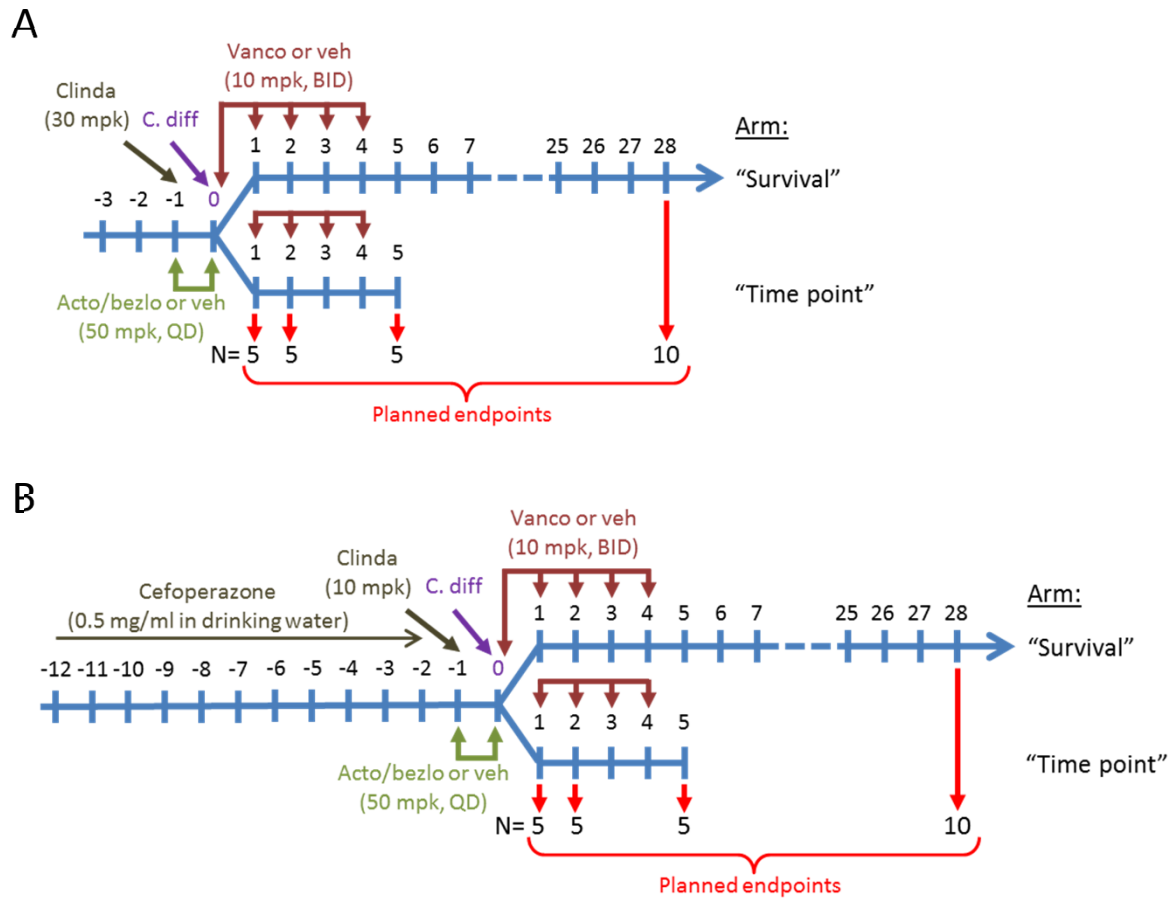 A
Vanco or veh
(10 mpk, BID)
Clinda
(30 mpk)
C. diff
Arm:
1 2 3 4 5 6 7 25 26 27 28
"Survival"
-3 -2 -1 0
1 2 3 4 5
"Time point"
Acto/bezlo or veh
(50 mpk, QD)
N= 5 5 5 10
Planned endpoints
B
Vanco or veh
(10 mpk, BID)
Clinda
(10 mpk)
C. diff
Cefoperazone
(0.5 mg/ml in drinking water)
Arm:
1 2 3 4 5 6 7 25 26 27 28
"Survival"
-12 -11 -10 -9 -8 -7 -6 -5 -4 -3 -2 -1 0
1 2 3 4 5
"Time point"
Acto/bezlo or veh
(50 mpk, QD)
N= 5 5 5 10
Planned endpoints